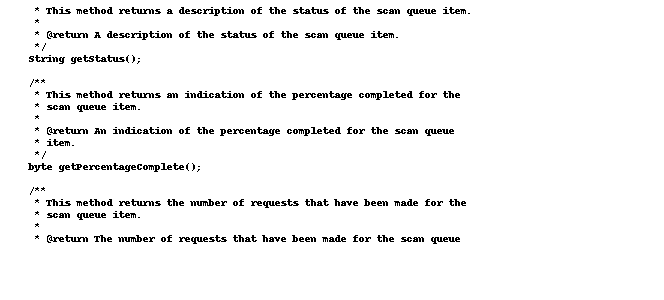 * This method returns a description of the status of the scan queue item.
*
* @return A description of the status of the scan queue item.
*/
String getStatus();
/**
* This method returns an indication of the percentage completed for the
* scan queue item.
*
* @return An indication of the percentage completed for the scan queue
* item.
*/
byte getPercentageComplete();
/**
* This method returns the number of requests that have been made for the
* scan queue item.
*
* @return The number of requests that have been made for the scan queue